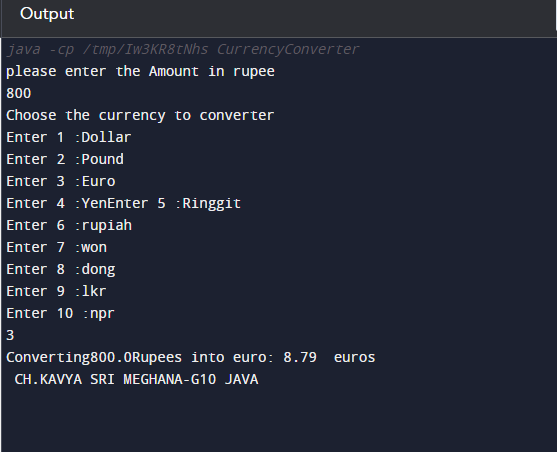 Output
java -cp /tmp/Iw3KR8tNhs CurrencyConverter
please enter the Amount in rupee
800
Choose the currency to converter
Enter 1 :Dollar
Enter 2 :Pound
Enter 3 :Euro
Enter 4 :YenEnter 5 :Ringgit
Enter 6 :rupiah
Enter 7 :won
Enter 8 :dong
Enter 9 :lkr
Enter 10 :npr
3
Converting800.0Rupees into euro: 8.79  euros
CH.KAVYA SRI MEGHANA-G10 JAVA